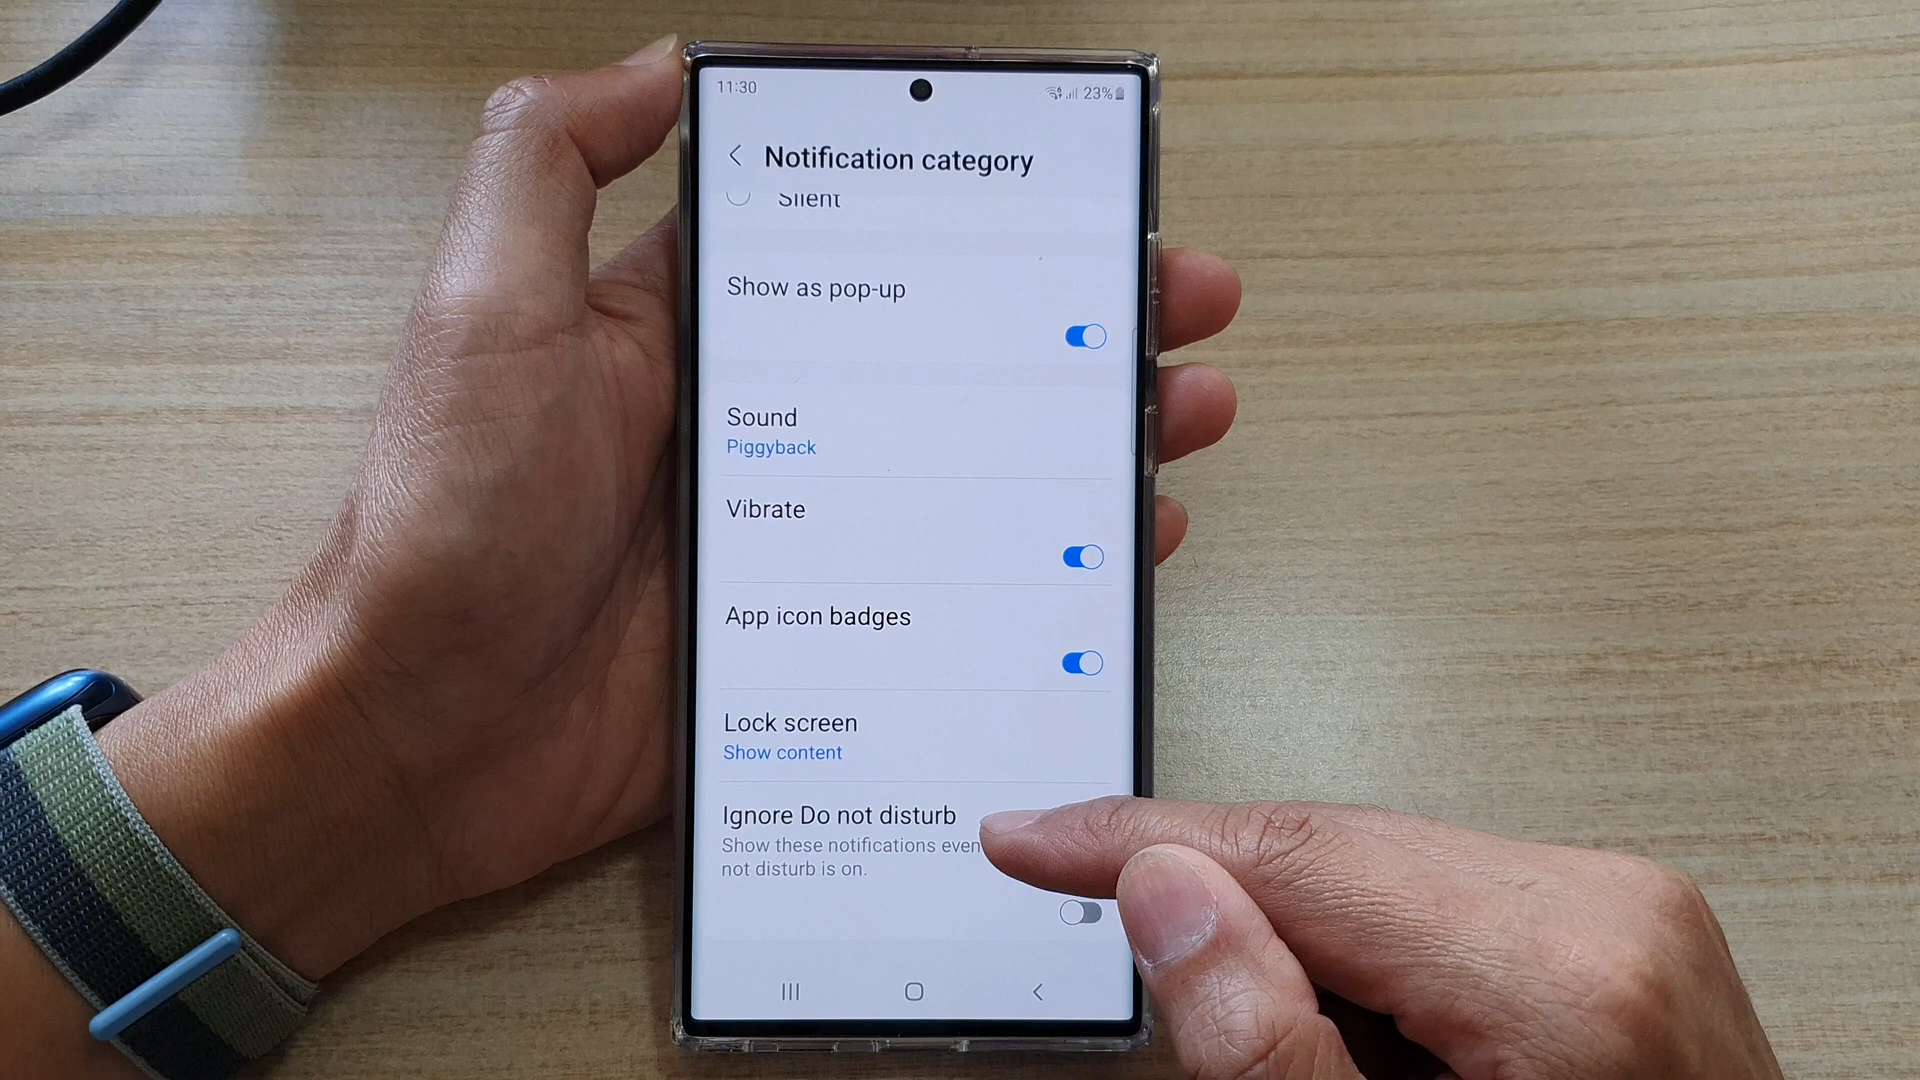 11:30
23%
Notification category
Silent
Show as pop-up
Sound
Piggyback
Vibrate
App icon badges
Lock screen
Show content
Ignore Do not disturb
Show these notifications even
not disturb is on.